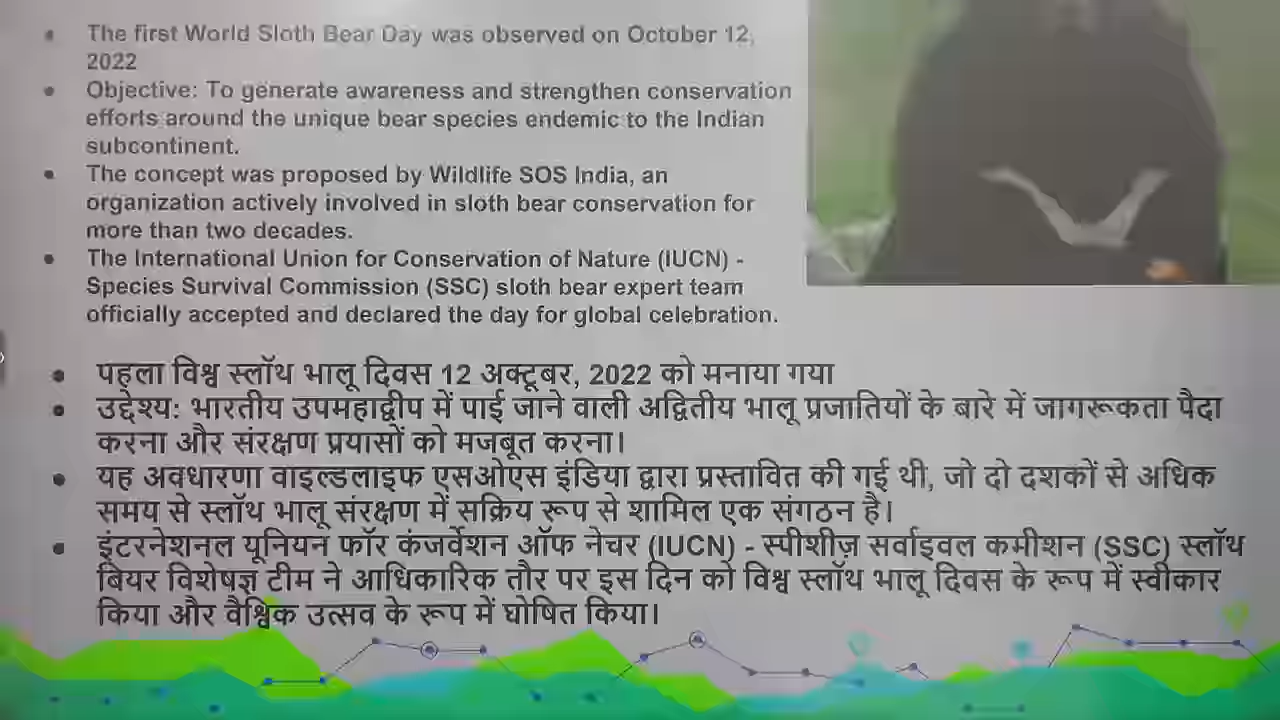 The first World Sloth Bear Day was observed on October 12,
2022
Objective: To generate awareness and strengthen conservation
efforts around the unique bear species endemic to the Indian
subcontinent.
The concept was proposed by Wildlife SOS India, an
organization actively involved in sloth bear conservation for
more than two decades.
The International Union for Conservation of Nature (IUCN) -
Species Survival Commission (SSC) sloth bear expert team
officially accepted and declared the day for global celebration.
पहला विश्व स्लॉथ भालू दिवस 12 अक्टूबर, 2022 को मनाया गया
उद्देश्य: भारतीय उपमहाद्वीप में पाई जाने वाली अद्वितीय भालू प्रजातियों के बारे में जागरूकता पैदा
करना और संरक्षण प्रयासों को मजबूत करना।
यह अवधारणा वाइल्डलाइफ एसओएस इंडिया द्वारा प्रस्तावित की गई थी, जो दो दशकों से अधिक
समय से स्लॉथ भालू संरक्षण में सक्रिय रूप से शामिल एक संगठन है।
इंटरनेशनल यूनियन फॉर कंजर्वेशन ऑफ नेचर (IUCN) - स्पीशीज़ सर्वाइवल कमीशन (SSC) स्लॉथ
बियर विशेषज्ञ टीम ने आधिकारिक तौर पर इस दिन को विश्व स्लॉथ भालू दिवस के रूप में स्वीकार
किया और वैश्विक उत्सव के रूप में घोषित किया।